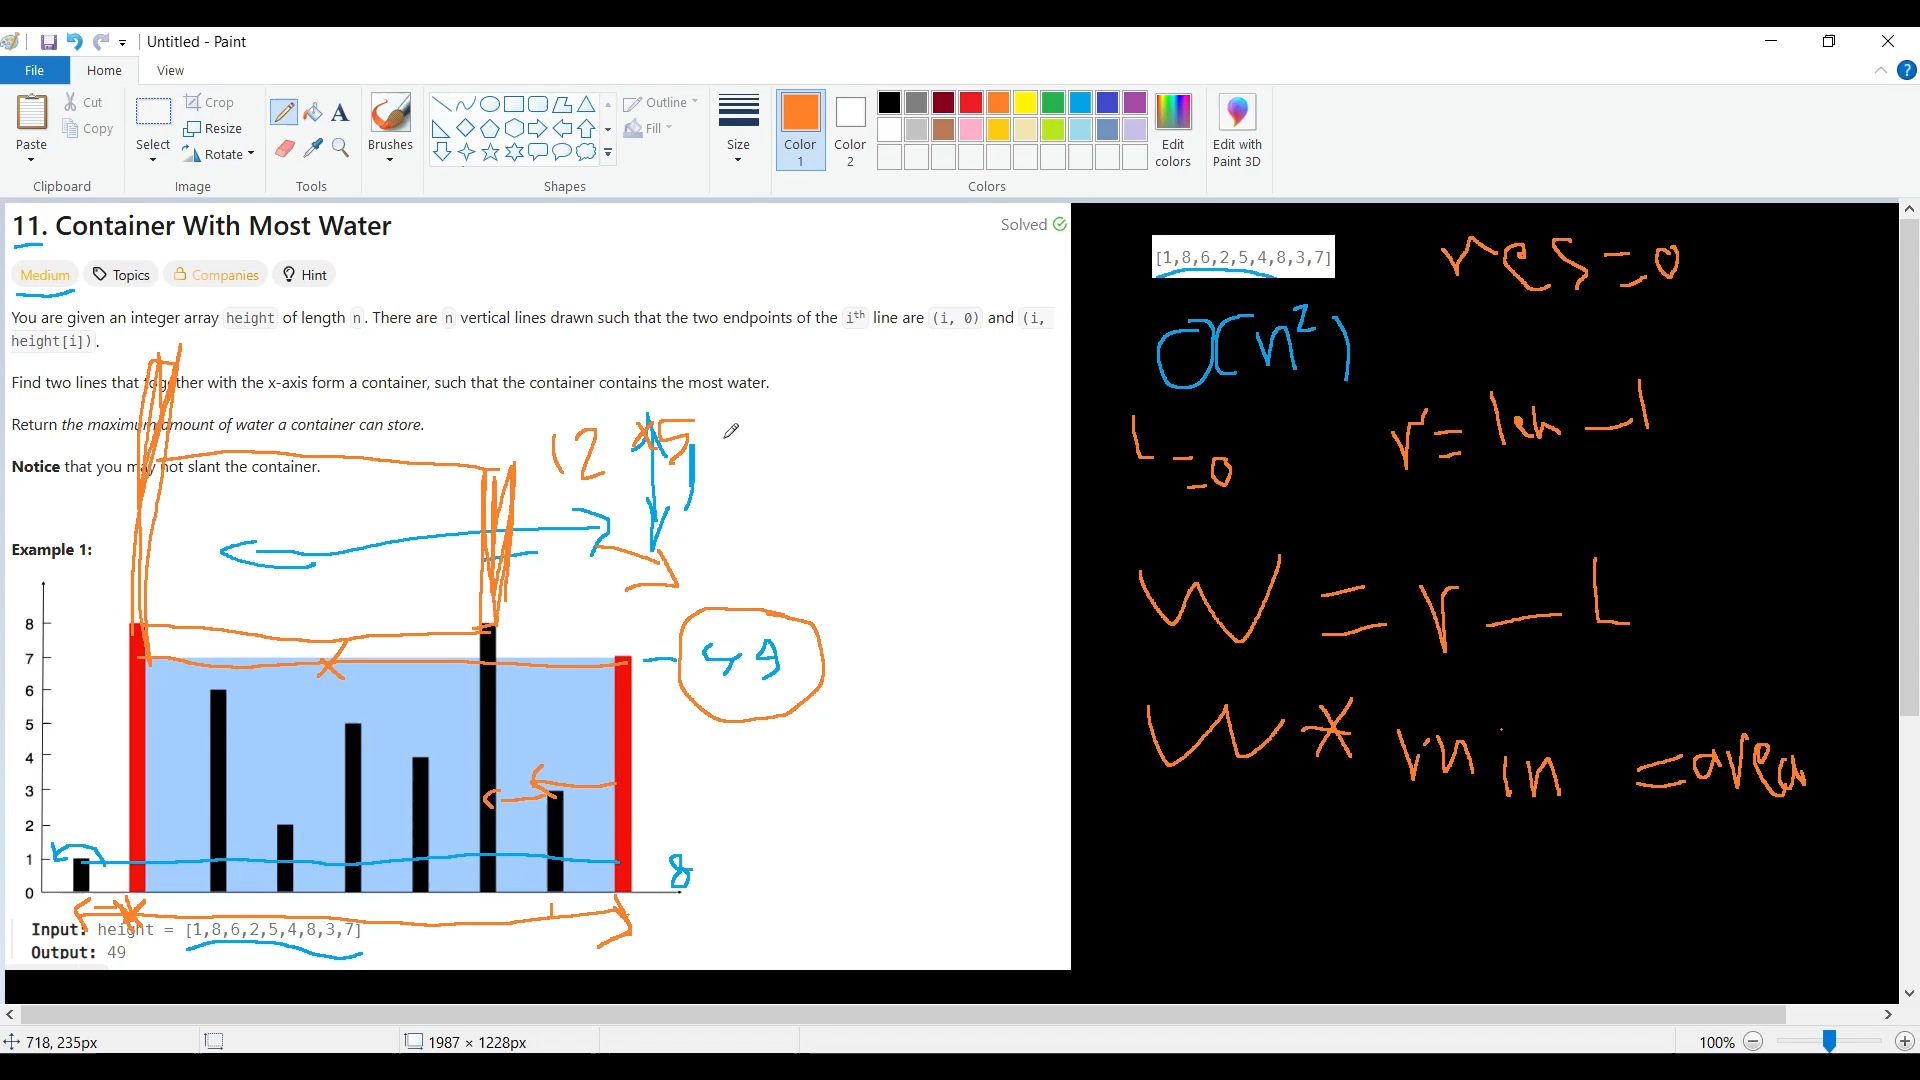 Untitled - Paint
File Home View
Paste Cut Copy Clipboard
Select Crop Resize Rotate Image
Tools
Brushes
Outline Fill Shapes
Size
Color 1 Color 2 Edit colors Colors
Edit with Paint 3D
?
11. Container With Most Water
Solved
Medium Topics Companies Hint
You are given an integer array height of length n. There are n vertical lines drawn such that the two endpoints of the ith line are (i, 0) and (i,
height[i]).
Find two lines that together with the x-axis form a container, such that the container contains the most water.
Return the maximum amount of water a container can store.
Notice that you may not slant the container.
12 * 5
Example 1:
8
7
6
5
4
3
2
1
0
49
8
Input: height = [1,8,6,2,5,4,8,3,7]
Output: 49
[1,8,6,2,5,4,8,3,7]
res=0
O(n²)
L=0
r=len-1
W=r-L
W*min=area
718, 235px
1987 × 1228px
100%